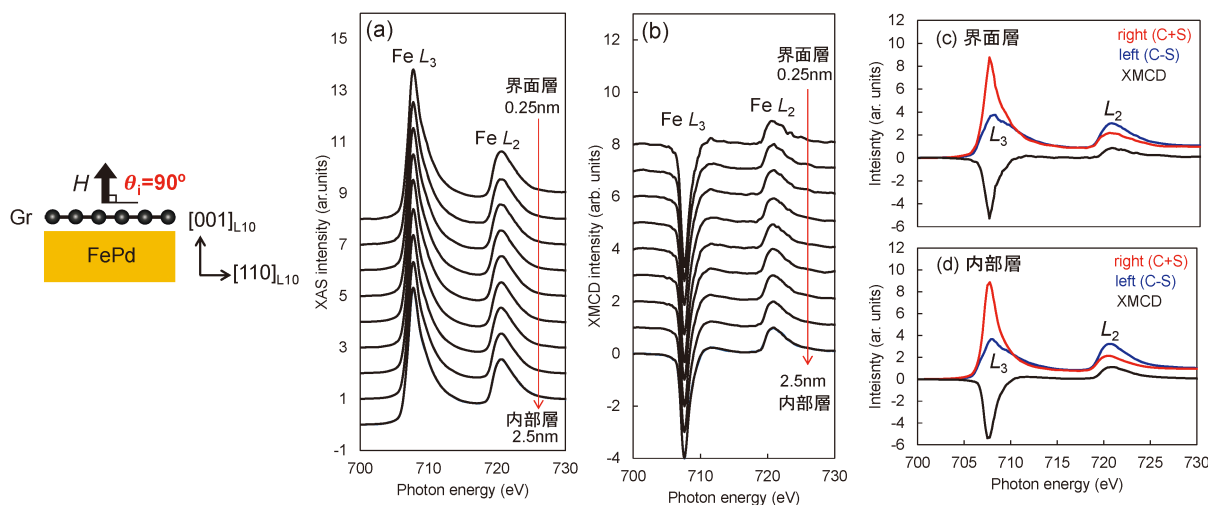 H
θi=90º
Gr
[001]L10
FePd
[110]L10
(a)
Fe L3
界面層
0.25nm
Fe L2
内部層
2.5nm
XAS intensity (ar.units)
15
13
11
9
7
5
3
1
-1
700 710 720 730
Photon energy (eV)
(b)
界面層
0.25nm
Fe L3
Fe L2
2.5nm
内部層
XMCD intensity (arb. units)
12
10
8
6
4
2
0
-2
-4
700 710 720 730
Photon energy (eV)
(c) 界面層
right (C+S)
left (C-S)
XMCD
L3
L2
Inteisnty (ar. units)
12
10
8
6
4
2
0
-2
-4
-6
(d) 内部層
right (C+S)
left (C-S)
XMCD
L3
L2
Inteisnty (ar. units)
12
10
8
6
4
2
0
-2
-4
-6
700 705 710 715 720 725 730
Photon energy (eV)